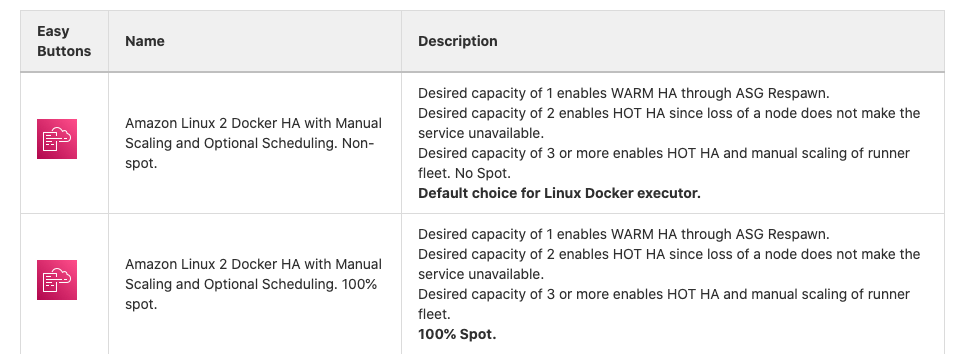 Easy
Buttons
Name
Description
Amazon Linux 2 Docker HA with Manual
Scaling and Optional Scheduling. Non-
spot.
Desired capacity of 1 enables WARM HA through ASG Respawn.
Desired capacity of 2 enables HOT HA since loss of a node does not make the
service unavailable.
Desired capacity of 3 or more enables HOT HA and manual scaling of runner
fleet. No Spot.
Default choice for Linux Docker executor.
Amazon Linux 2 Docker HA with Manual
Scaling and Optional Scheduling. 100%
spot.
Desired capacity of 1 enables WARM HA through ASG Respawn.
Desired capacity of 2 enables HOT HA since loss of a node does not make the
service unavailable.
Desired capacity of 3 or more enables HOT HA and manual scaling of runner
fleet.
100% Spot.